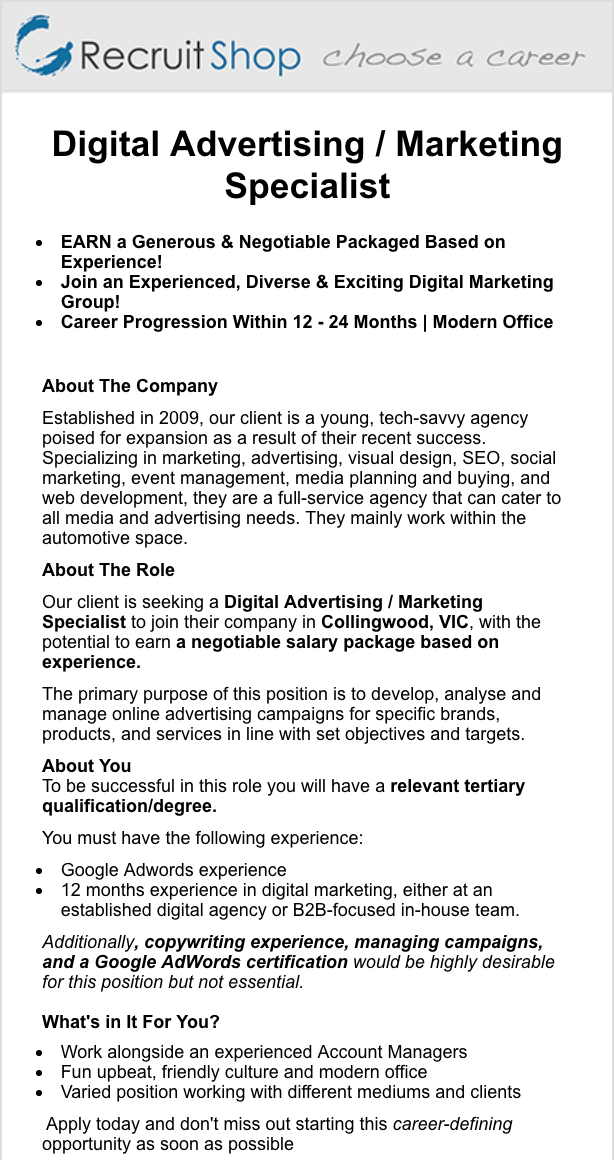 RecruitShop choose a career
Digital Advertising / Marketing
Specialist
• EARN a Generous & Negotiable Packaged Based on
Experience!
• Join an Experienced, Diverse & Exciting Digital Marketing
Group!
• Career Progression Within 12 - 24 Months | Modern Office
About The Company
Established in 2009, our client is a young, tech-savvy agency
poised for expansion as a result of their recent success.
Specializing in marketing, advertising, visual design, SEO, social
marketing, event management, media planning and buying, and
web development, they are a full-service agency that can cater to
all media and advertising needs. They mainly work within the
automotive space.
About The Role
Our client is seeking a Digital Advertising / Marketing
Specialist to join their company in Collingwood, VIC, with the
potential to earn a negotiable salary package based on
experience.
The primary purpose of this position is to develop, analyse and
manage online advertising campaigns for specific brands,
products, and services in line with set objectives and targets.
About You
To be successful in this role you will have a relevant tertiary
qualification/degree.
You must have the following experience:
• Google Adwords experience
• 12 months experience in digital marketing, either at an
established digital agency or B2B-focused in-house team.
Additionally, copywriting experience, managing campaigns,
and a Google AdWords certification would be highly desirable
for this position but not essential.
What's in It For You?
• Work alongside an experienced Account Managers
• Fun upbeat, friendly culture and modern office
• Varied position working with different mediums and clients
Apply today and don't miss out starting this career-defining
opportunity as soon as possible